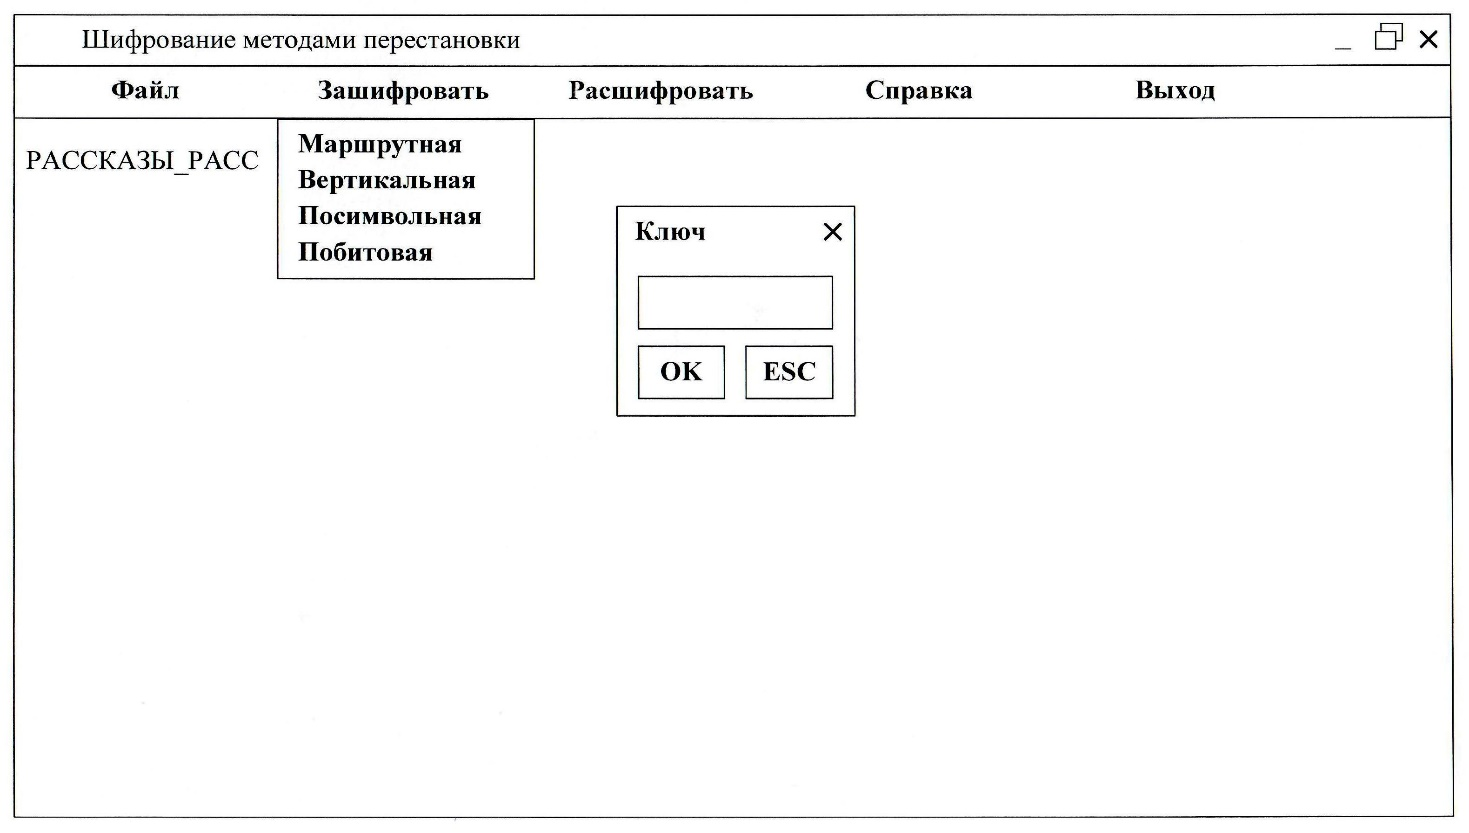 Шифрование методами перестановки
Файл Зашифровать Расшифровать Справка Выход
РАССКАЗЫ_РАСС
Маршрутная
Вертикальная
Посимвольная
Побитовая
Ключ
OK ESC